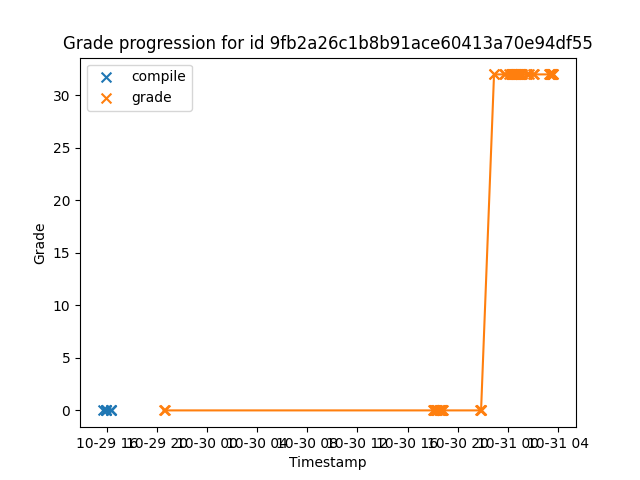 Grade progression for id 9fb2a26c1b8b91ace60413a70e94df55
compile
grade
30
25
20
15
10
5
0
Grade
10-29 16 10-29 20 10-30 00 10-30 04 10-30 08 10-30 12 10-30 16 10-30 20 10-31 00 10-31 04
Timestamp